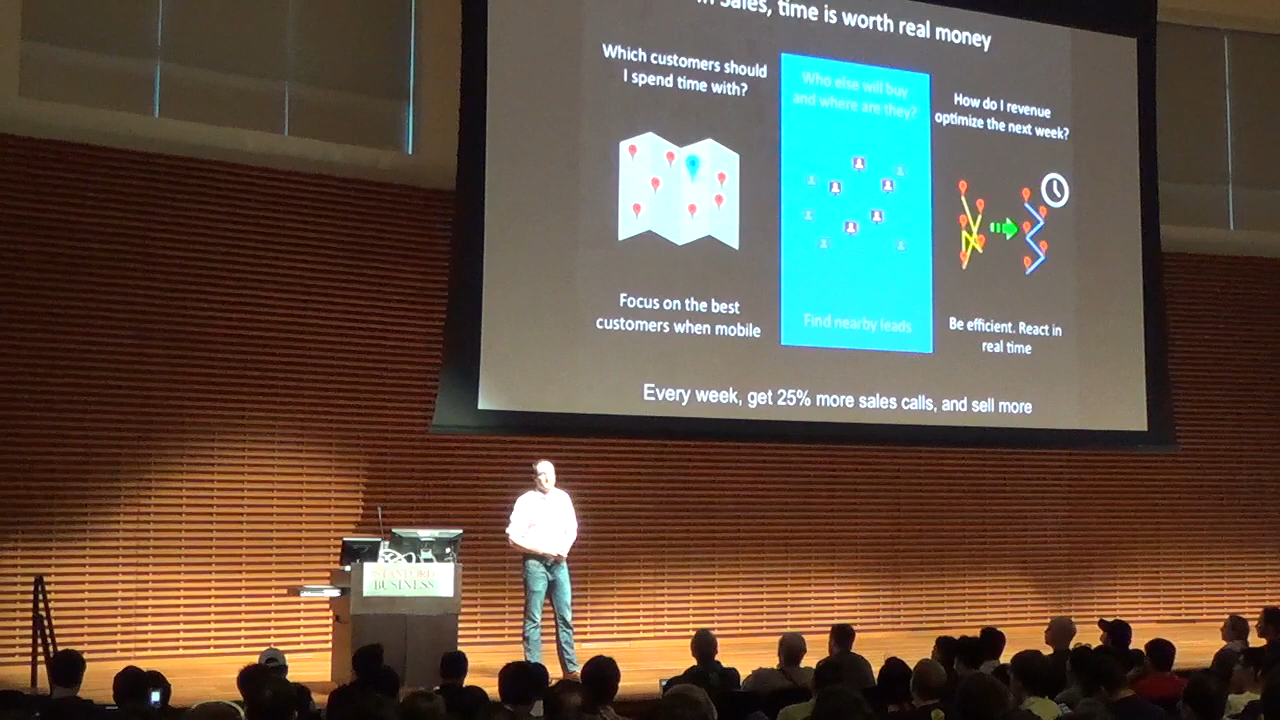 Sales, time is worth real money
Which customers should
I spend time with?
Who else will buy
and where are they?
How do I revenue
optimize the next week?
Focus on the best
customers when mobile
Find nearby leads
Be efficient. React in
real time
Every week, get 25% more sales calls, and sell more
STANFORD
BUSINESS